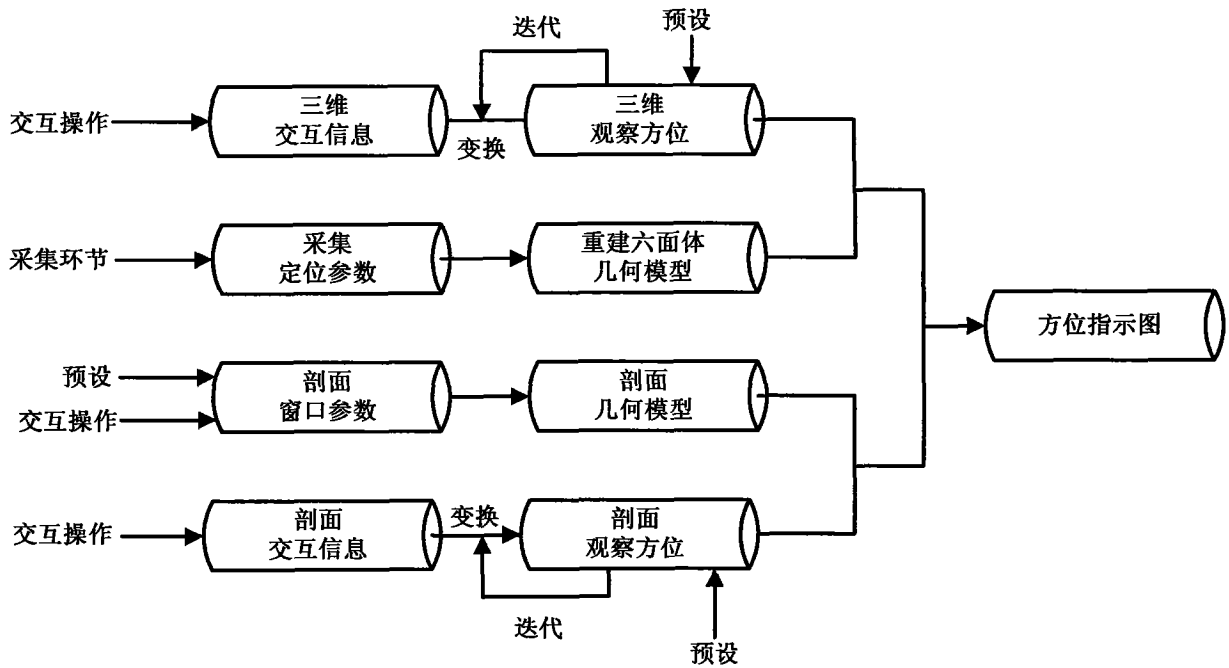 迭代
预设
交互操作
三维
交互信息
变换
三维
观察方位
采集环节
采集
定位参数
重建六面体
几何模型
方位指示图
预设
交互操作
剖面
窗口参数
剖面
几何模型
交互操作
剖面
交互信息
变换
剖面
观察方位
迭代
预设